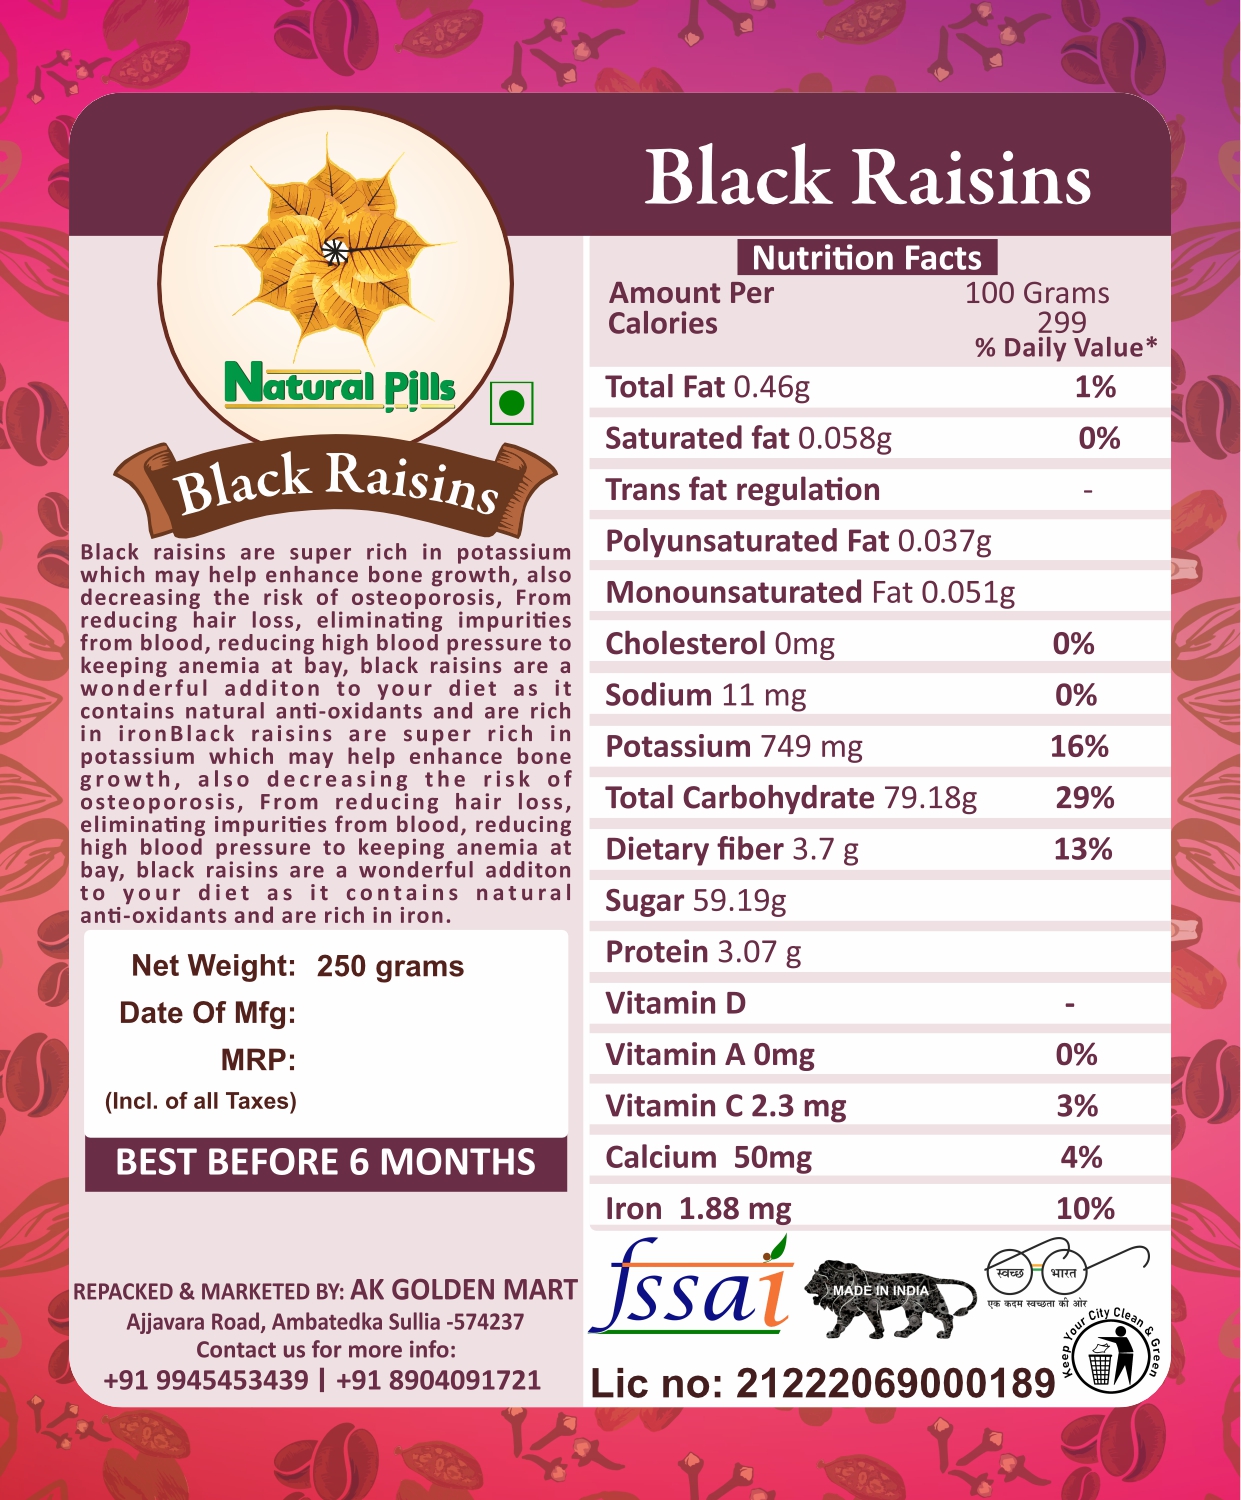 Black Raisins
Natural Pills
Black Raisins
Black raisins are super rich in potassium
which may help enhance bone growth, also
decreasing the risk of osteoporosis, From
reducing hair loss, eliminating impurities
from blood, reducing high blood pressure to
keeping anemia at bay, black raisins are a
wonderful additon to your diet as it
contains natural anti-oxidants and are rich
in ironBlack raisins are super rich in
potassium which may help enhance bone
growth, also decreasing the risk of
osteoporosis, From reducing hair loss,
eliminating impurities from blood, reducing
high blood pressure to keeping anemia at
bay, black raisins are a wonderful additon
to your diet as it contains natural
anti-oxidants and are rich in iron.
Net Weight: 250 grams
Date Of Mfg:
MRP:
(Incl. of all Taxes)
BEST BEFORE 6 MONTHS
REPACKED & MARKETED BY: AK GOLDEN MART
Ajjavara Road, Ambatedka Sullia -574237
Contact us for more info:
+91 9945453439 | +91 8904091721
Nutrition Facts
Amount Per 100 Grams
Calories 299
% Daily Value*
Total Fat 0.46g 1%
Saturated fat 0.058g 0%
Trans fat regulation -
Polyunsaturated Fat 0.037g
Monounsaturated Fat 0.051g
Cholesterol 0mg 0%
Sodium 11 mg 0%
Potassium 749 mg 16%
Total Carbohydrate 79.18g 29%
Dietary fiber 3.7 g 13%
Sugar 59.19g
Protein 3.07 g
Vitamin D -
Vitamin A 0mg 0%
Vitamin C 2.3 mg 3%
Calcium 50mg 4%
Iron 1.88 mg 10%
fssai
MADE IN INDIA
स्वच्छ भारत
एक कदम स्वच्छता की ओर
Keep Your City Clean & Green
Lic no: 21222069000189